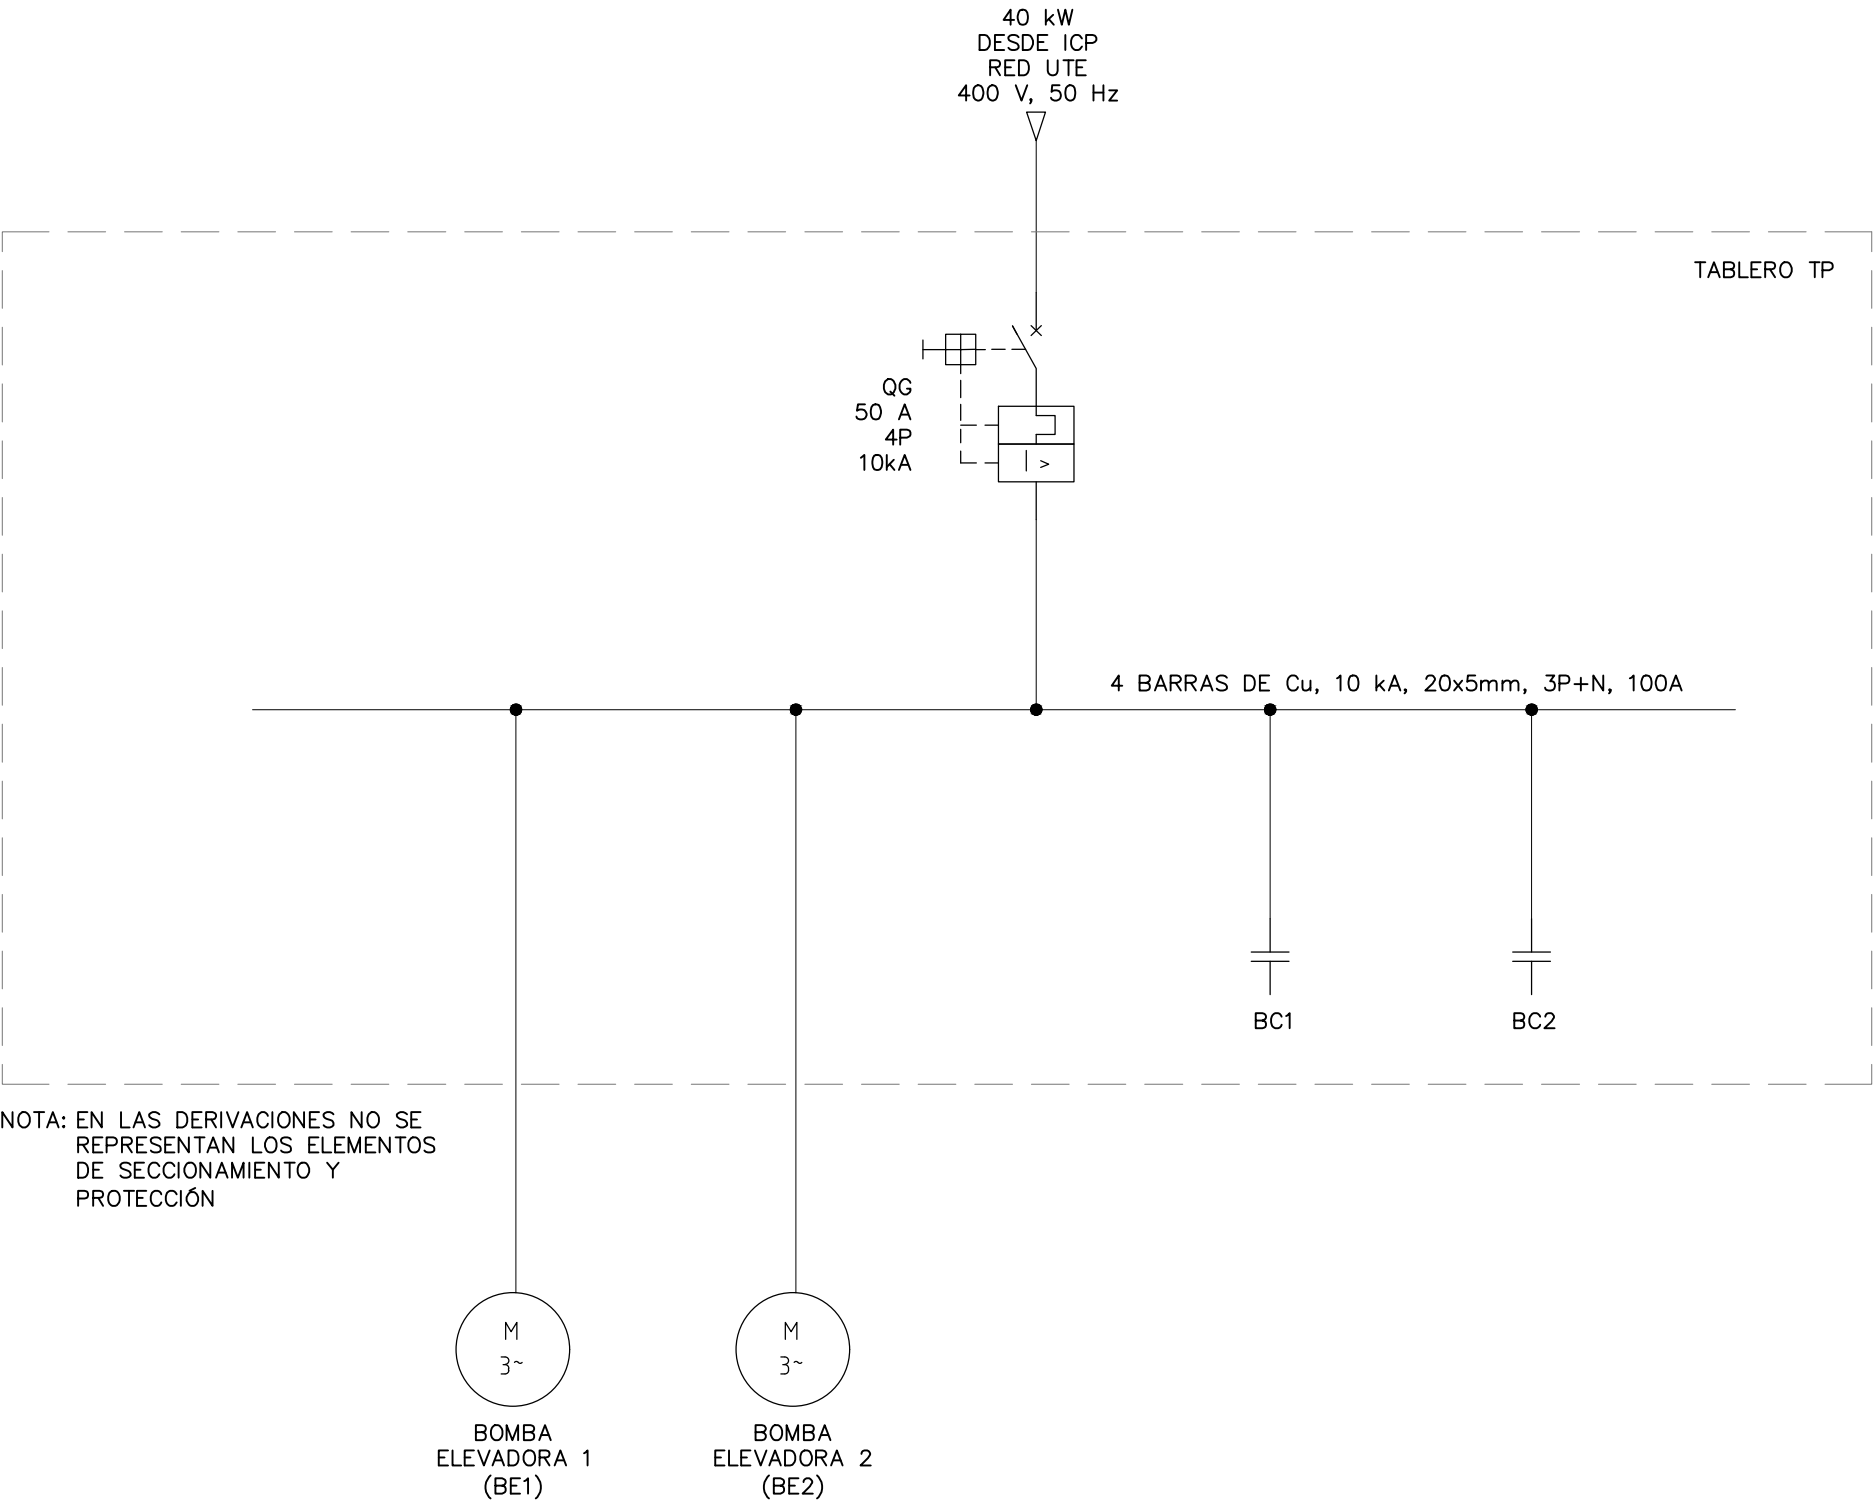 40 kW
DESDE ICP
RED UTE
400 V, 50 Hz
TABLERO TP
QG
50 A
4P
10kA
I >
4 BARRAS DE Cu, 10 kA, 20x5mm, 3P+N, 100A
BC1
BC2
NOTA: EN LAS DERIVACIONES NO SE
REPRESENTAN LOS ELEMENTOS
DE SECCIONAMIENTO Y
PROTECCIÓN
M
3~
BOMBA
ELEVADORA 1
(BE1)
M
3~
BOMBA
ELEVADORA 2
(BE2)